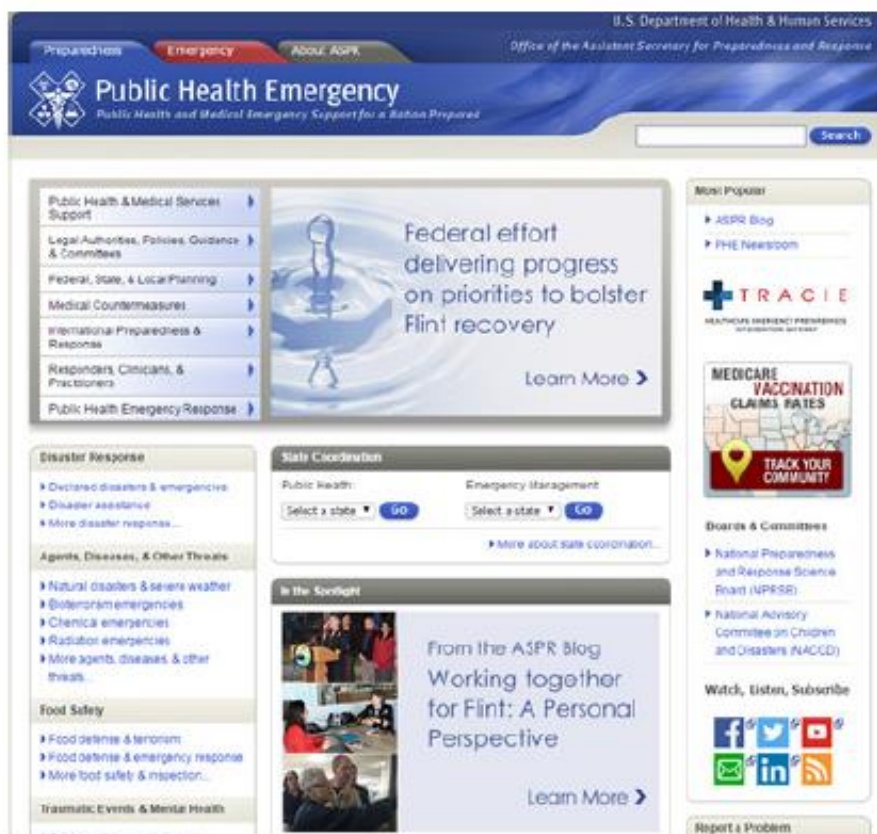 U.S. Department of Health & Human Services
Preparedness
Emergency
About ASPR
Office of the Assistant Secretary for Preparedness and Response
Public Health Emergency
Public Health and Medical Emergency Support for a Nation Prepared
Search
Public Health & Medical Services
Support
Legal Authorities, Policies, Guidance
& Committees
Federal, State, & Local Planning
Medical Countermeasures
International Preparedness &
Response
Responders, Clinicians, &
Practitioners
Public Health Emergency Response
Federal effort
delivering progress
on priorities to bolster
Flint recovery
Learn More
Most Popular
ASPR Blog
PHE Newsroom
TRACIE
HEALTHCARE EMERGENCY PREPAREDNESS
INFORMATION GATEWAY
MEDICARE
VACCINATION
CLAIMS RATES
TRACK YOUR
COMMUNITY
Disaster Response
Declared disasters & emergencies
Disaster assistance
More disaster response...
Agents, Diseases, & Other Threats
Natural disasters & severe weather
Bioterrorism emergencies
Chemical emergencies
Radiation emergencies
More agents, diseases, & other
threats...
Food Safety
Food defense & terrorism
Food defense & emergency response
More food safety & inspection...
Traumatic Events & Mental Health
State Coordination
Public Health:
Emergency Management
Select a state
Go
Select a state
Go
More about state coordination...
In the Spotlight
From the ASPR Blog
Working together
for Flint: A Personal
Perspective
Learn More
Boards & Committees
National Preparedness
and Response Science
Board (NPRSB)
National Advisory
Committee on Children
and Disasters (NACCD)
Watch, Listen, Subscribe
Report a Problem